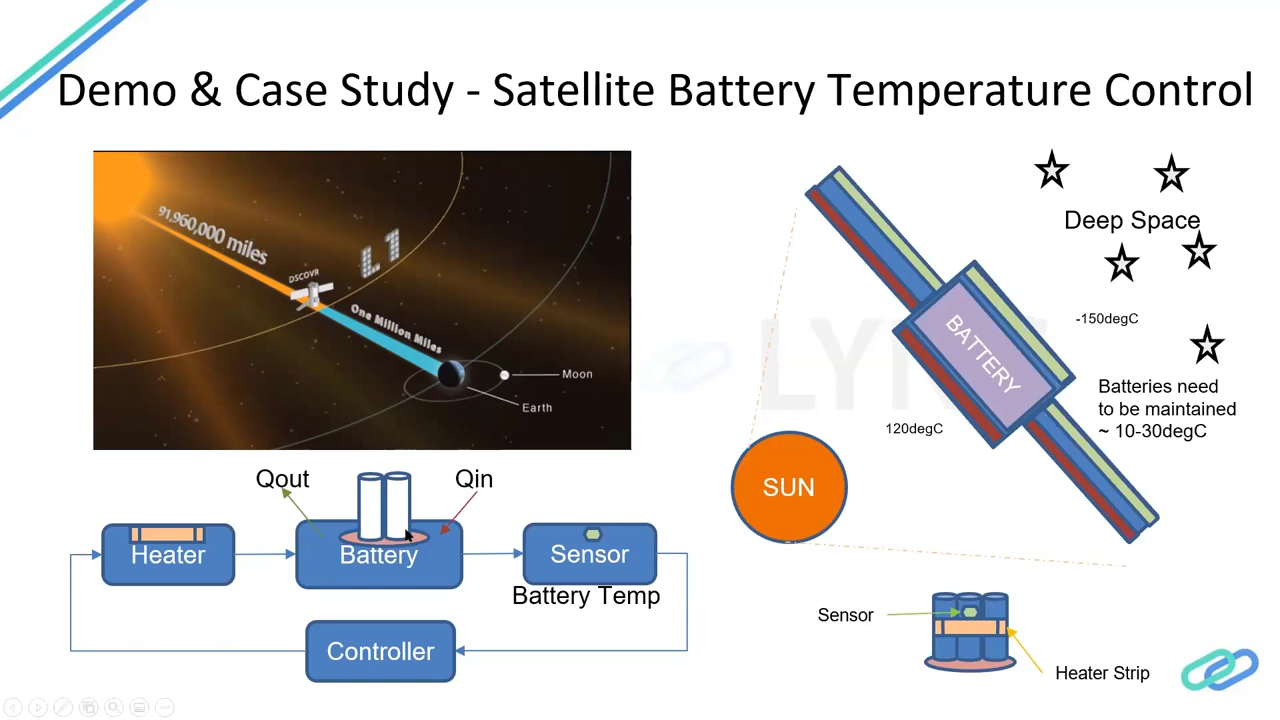 Demo & Case Study - Satellite Battery Temperature Control
91,960,000 miles
L1
DSCOVR
One Million Miles
Moon
Earth
Deep Space
-150degC
BATTERY
Batteries need
to be maintained
~ 10-30degC
120degC
SUN
Qout
Qin
Heater
Battery
Sensor
Battery Temp
Controller
Sensor
Heater Strip